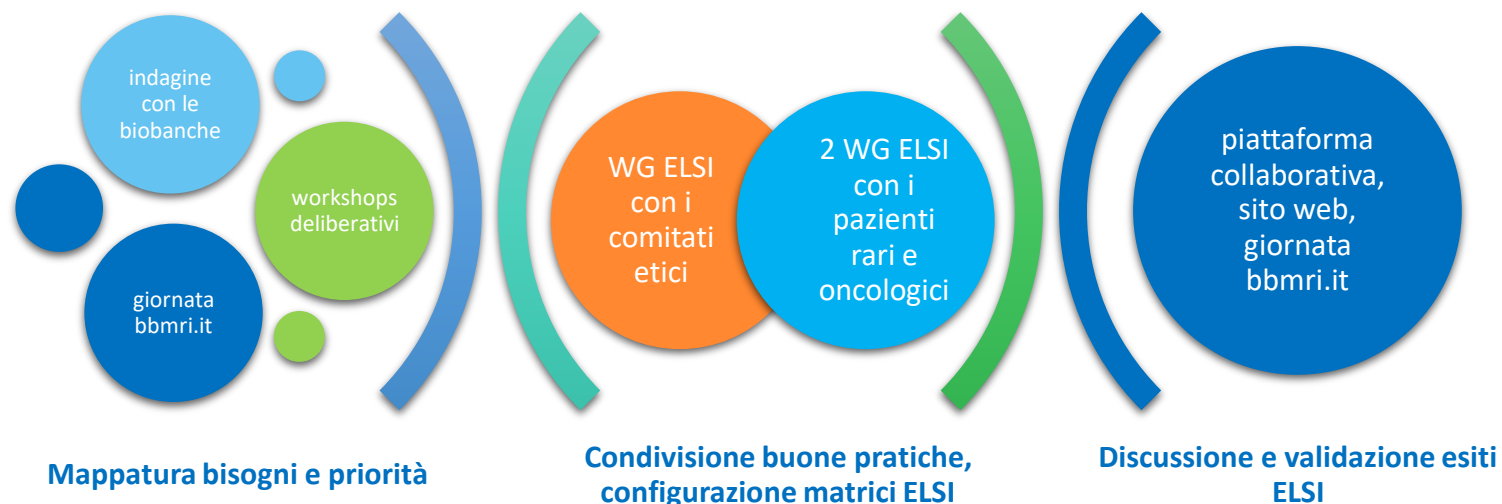 indagine
con le
biobanche
workshops
deliberativi
giornata
bbmri.it
Mappatura bisogni e priorità
WG ELSI
con i
comitati
etici
2 WG ELSI
con i
pazienti
rari e
oncologici
Condivisione buone pratiche,
configurazione matrici ELSI
piattaforma
collaborativa,
sito web,
giornata
bbmri.it
Discussione e validazione esiti
ELSI